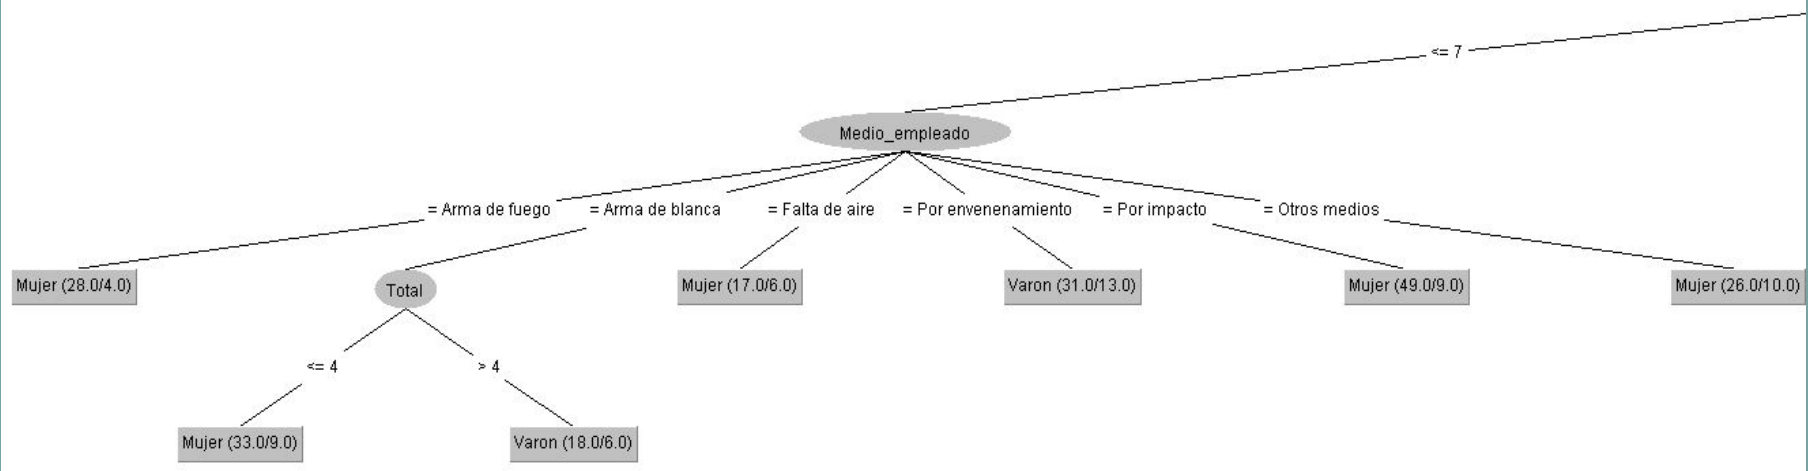 <= 7
Medio_empleado
= Arma de fuego
= Arma de blanca
= Falta de aire
= Por envenenamiento
= Por impacto
= Otros medios
Mujer (28.0/4.0)
Total
Mujer (17.0/6.0)
Varon (31.0/13.0)
Mujer (49.0/9.0)
Mujer (26.0/10.0)
<= 4
> 4
Mujer (33.0/9.0)
Varon (18.0/6.0)